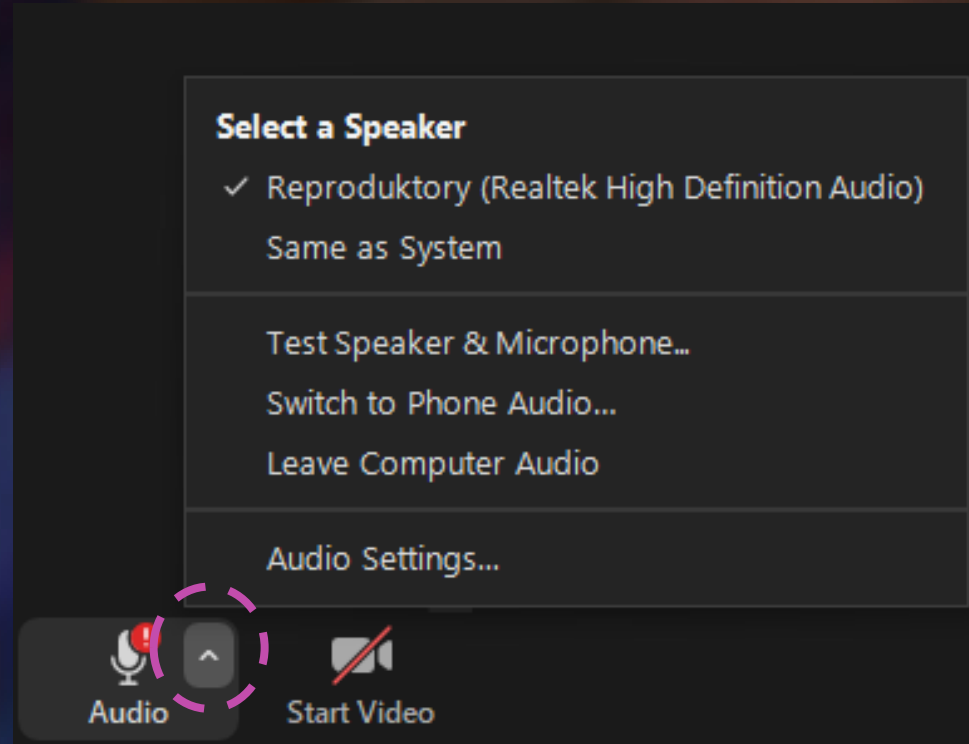 Select a Speaker
Reproduktory (Realtek High Definition Audio)
Same as System
Test Speaker & Microphone...
Switch to Phone Audio...
Leave Computer Audio
Audio Settings...
Audio
Start Video